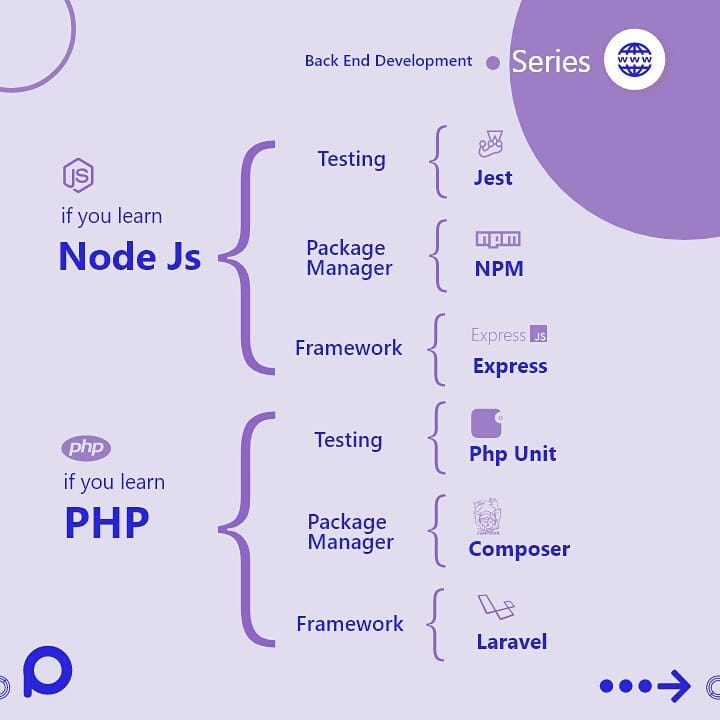 Back End Development
Series
www
JS
if you learn
Node Js
Testing
Jest
Package
Manager
npm
NPM
Framework
Express JS
Express
php
if you learn
PHP
Testing
Php Unit
Package
Manager
Composer
Framework
Laravel